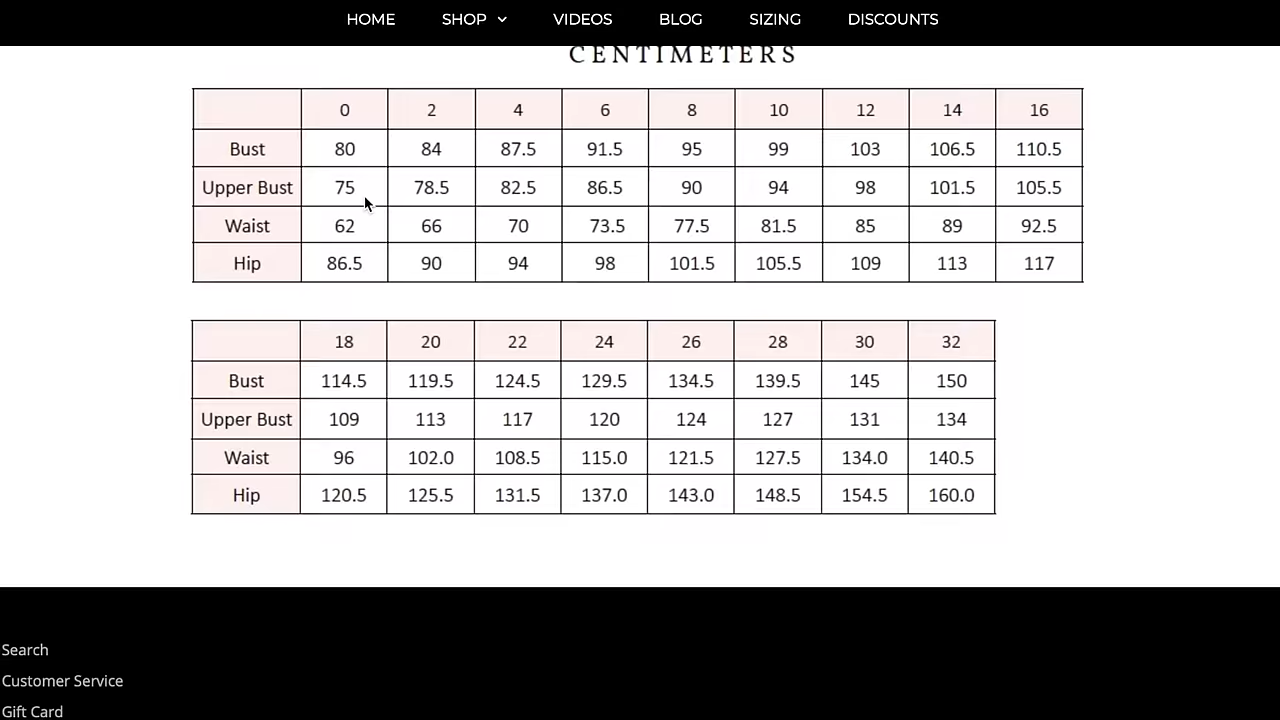 HOME SHOP VIDEOS BLOG SIZING DISCOUNTS
CENTIMETERS
0 2 4 6 8 10 12 14 16
Bust 80 84 87.5 91.5 95 99 103 106.5 110.5
Upper Bust 75 78.5 82.5 86.5 90 94 98 101.5 105.5
Waist 62 66 70 73.5 77.5 81.5 85 89 92.5
Hip 86.5 90 94 98 101.5 105.5 109 113 117
18 20 22 24 26 28 30 32
Bust 114.5 119.5 124.5 129.5 134.5 139.5 145 150
Upper Bust 109 113 117 120 124 127 131 134
Waist 96 102.0 108.5 115.0 121.5 127.5 134.0 140.5
Hip 120.5 125.5 131.5 137.0 143.0 148.5 154.5 160.0
Search
Customer Service
Gift Card